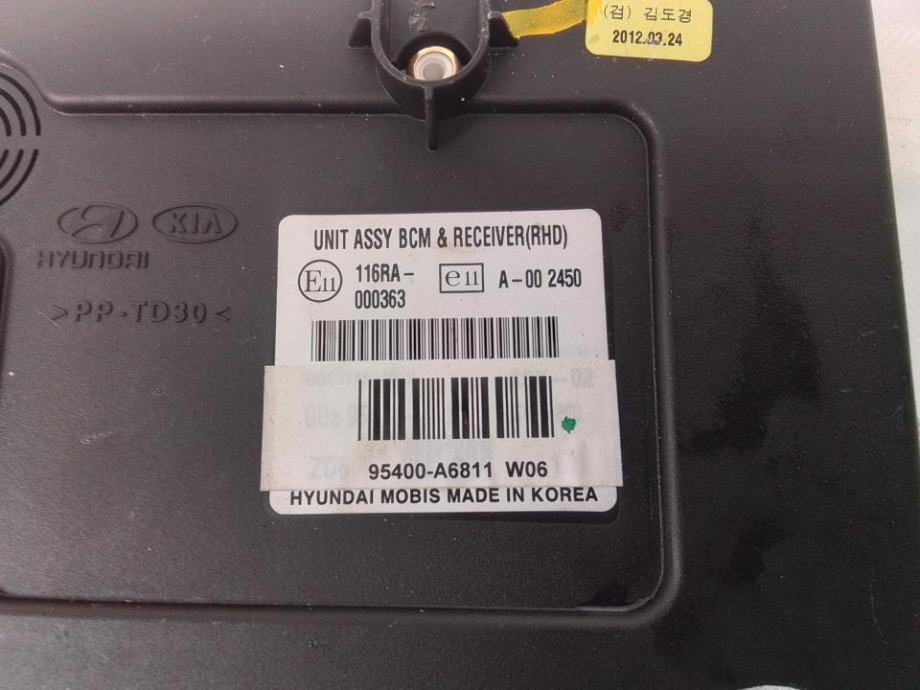 (검) 김도경
2012.03.24
HYUNDAI
KIA
>PP-TD30<
UNIT ASSY BCM & RECEIVER(RHD)
E11 116RA-
000363
e11 A-00 2450
95400-A6811 W06
HYUNDAI MOBIS MADE IN KOREA